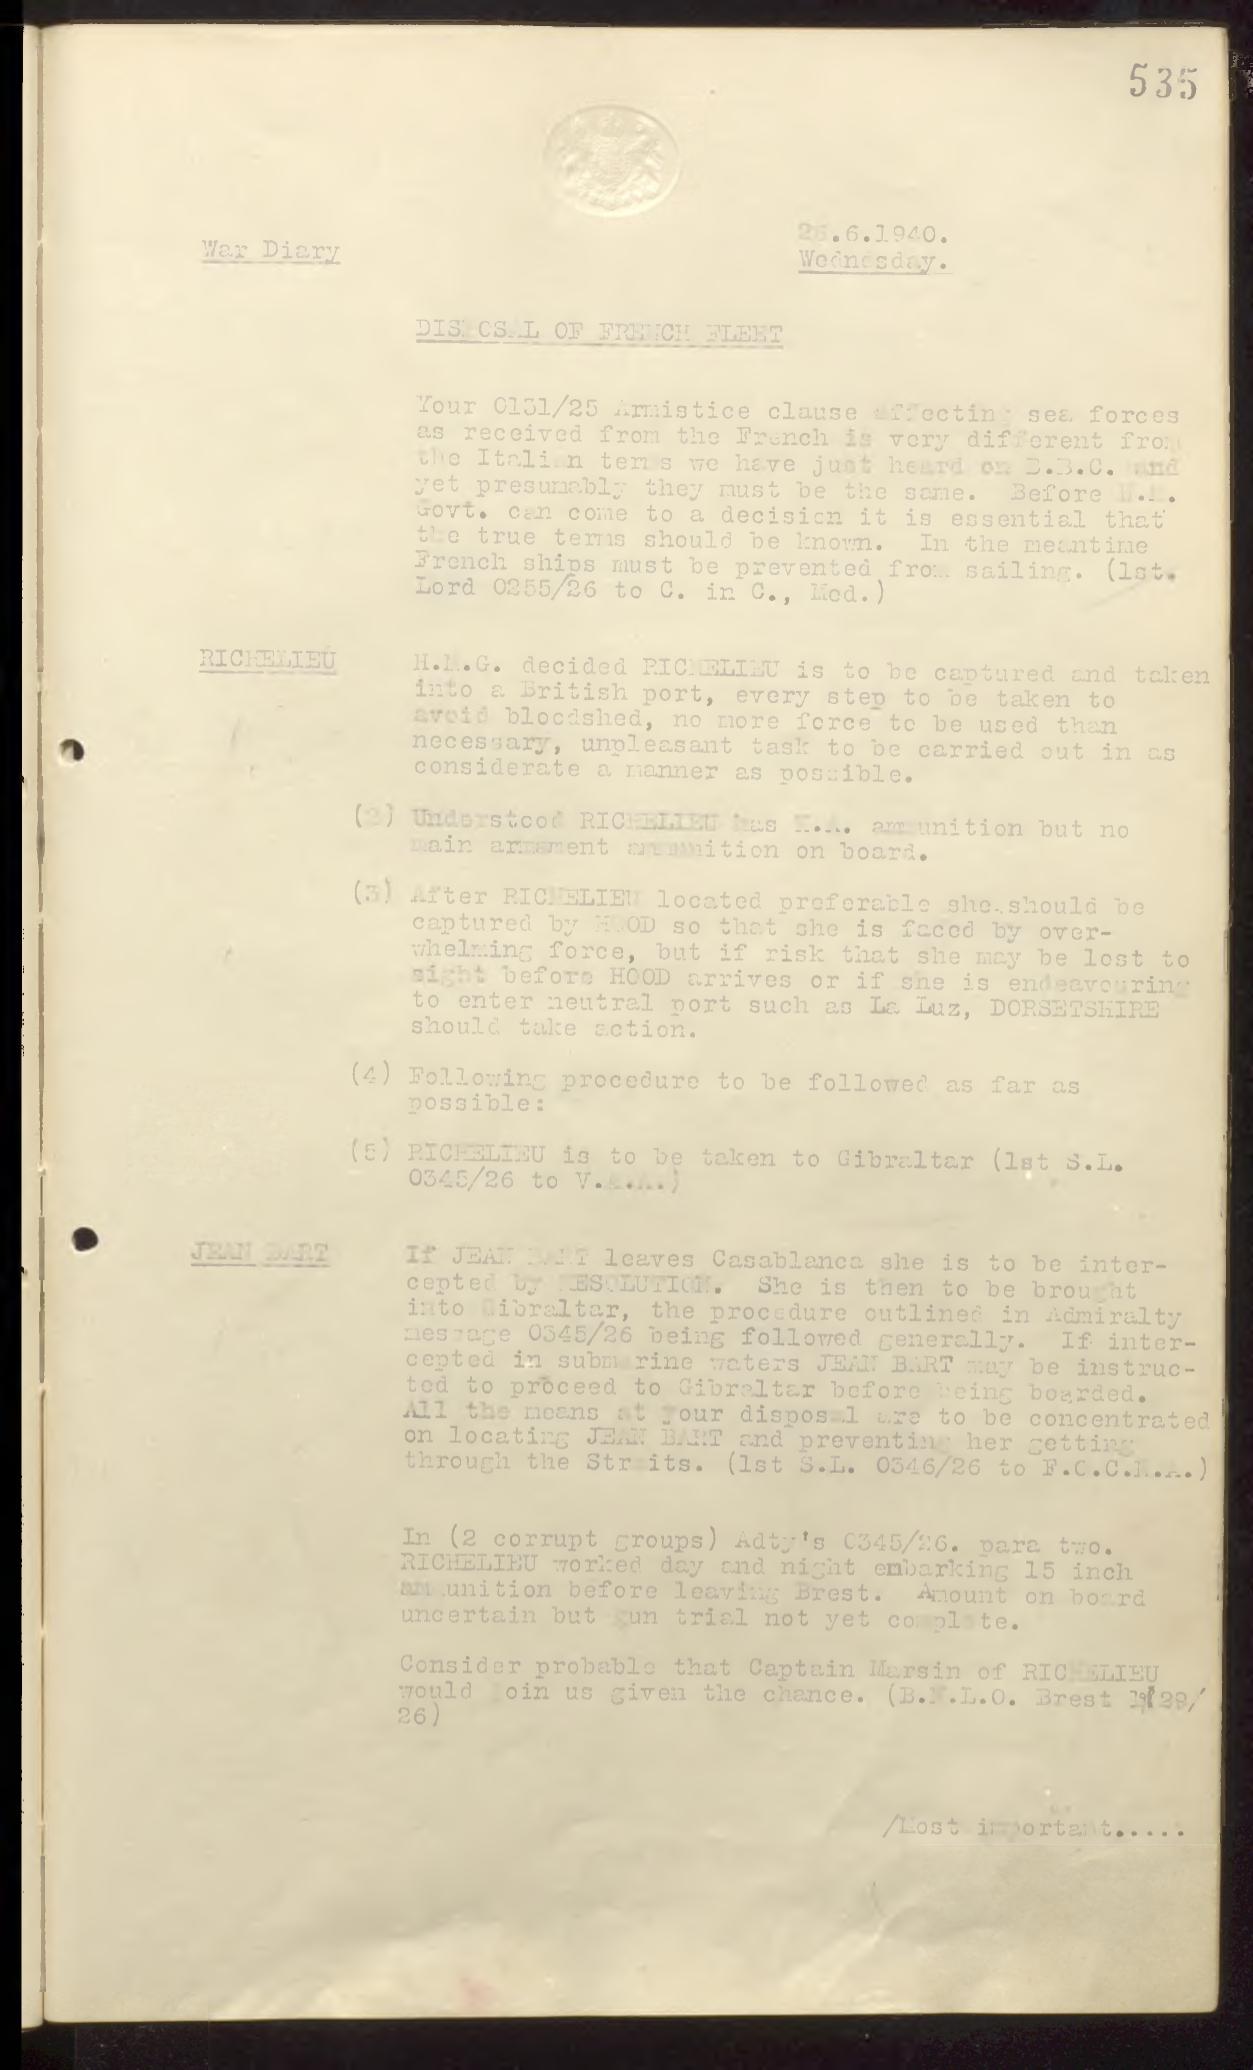 535
War Diary
26.6.1940.
Wednesday.
DISPOSAL OF FRENCH FLEET
Your 0131/25 Armistice clause affecting sea forces
as received from the French is very different from
the Italian terms we have just heard on B.B.C. and
yet presumably they must be the same. Before H.M.
Govt. can come to a decision it is essential that
the true terms should be known. In the meantime
French ships must be prevented from sailing. (1st.
Lord 0255/26 to C. in C., Med.)
RICHELIEU
H.M.G. decided RICHELIEU is to be captured and taken
into a British port, every step to be taken to
avoid bloodshed, no more force to be used than
necessary, unpleasant task to be carried out in as
considerate a manner as possible.
(2) Understood RICHELIEU has H.A. ammunition but no
main armament ammunition on board.
(3) After RICHELIEU located preferable she should be
captured by HOOD so that she is faced by over-
whelming force, but if risk that she may be lost to
sight before HOOD arrives or if she is endeavouring
to enter neutral port such as La Luz, DORSETSHIRE
should take action.
(4) Following procedure to be followed as far as
possible:
(5) RICHELIEU is to be taken to Gibraltar (1st S.L.
0345/26 to V.A.A.)
JEAN BART
If JEAN BART leaves Casablanca she is to be inter-
cepted by RESOLUTION. She is then to be brought
into Gibraltar, the procedure outlined in Admiralty
message 0345/26 being followed generally. If inter-
cepted in submarine waters JEAN BART may be instruc-
ted to proceed to Gibraltar before being boarded.
All the means at your disposal are to be concentrated
on locating JEAN BART and preventing her getting
through the Straits. (1st S.L. 0346/26 to F.O.C.N.A.)
In (2 corrupt groups) Adty's 0345/26. para two.
RICHELIEU worked day and night embarking 15 inch
ammunition before leaving Brest. Amount on board
uncertain but gun trial not yet complete.
Consider probable that Captain Marsin of RICHELIEU
would join us given the chance. (B.N.L.O. Brest
26)
/Most important.....